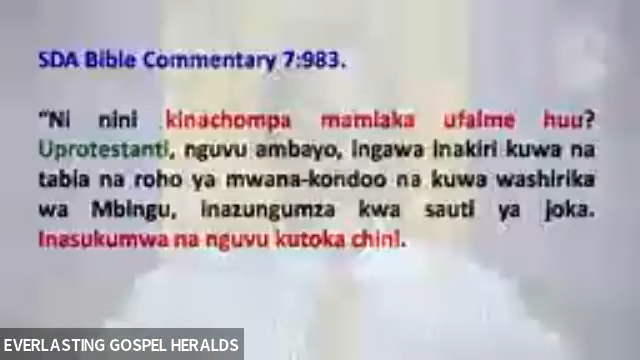 SDA Bible Commentary 7:983.
“Ni nini kinachompa mamlaka ufalme huu?
Uprotestanti, nguvu ambayo, ingawa inakiri kuwa na
tabia na roho ya mwana-kondoo na kuwa washirika
wa Mbingu, inazungumza kwa sauti ya joka.
Inasukumwa na nguvu kutoka chini.
EVERLASTING GOSPEL HERALDS